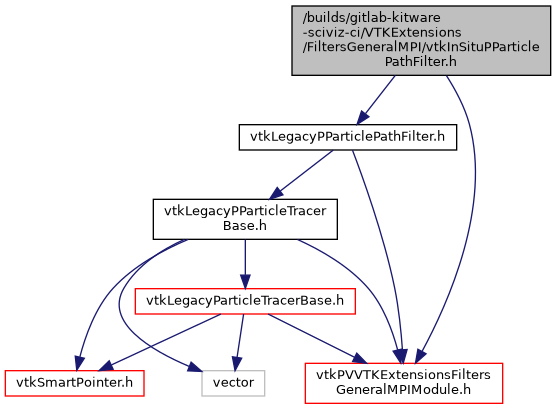 /builds/gitlab-kitware
-sciviz-ci/VTKExtensions
/FiltersGeneralMPI/vtkInSituPParticle
PathFilter.h
vtkLegacyPParticlePathFilter.h
vtkLegacyPParticleTracer
Base.h
vtkLegacyParticleTracerBase.h
vtkSmartPointer.h
vector
vtkPVVTKExtensionsFilters
GeneralMPIModule.h